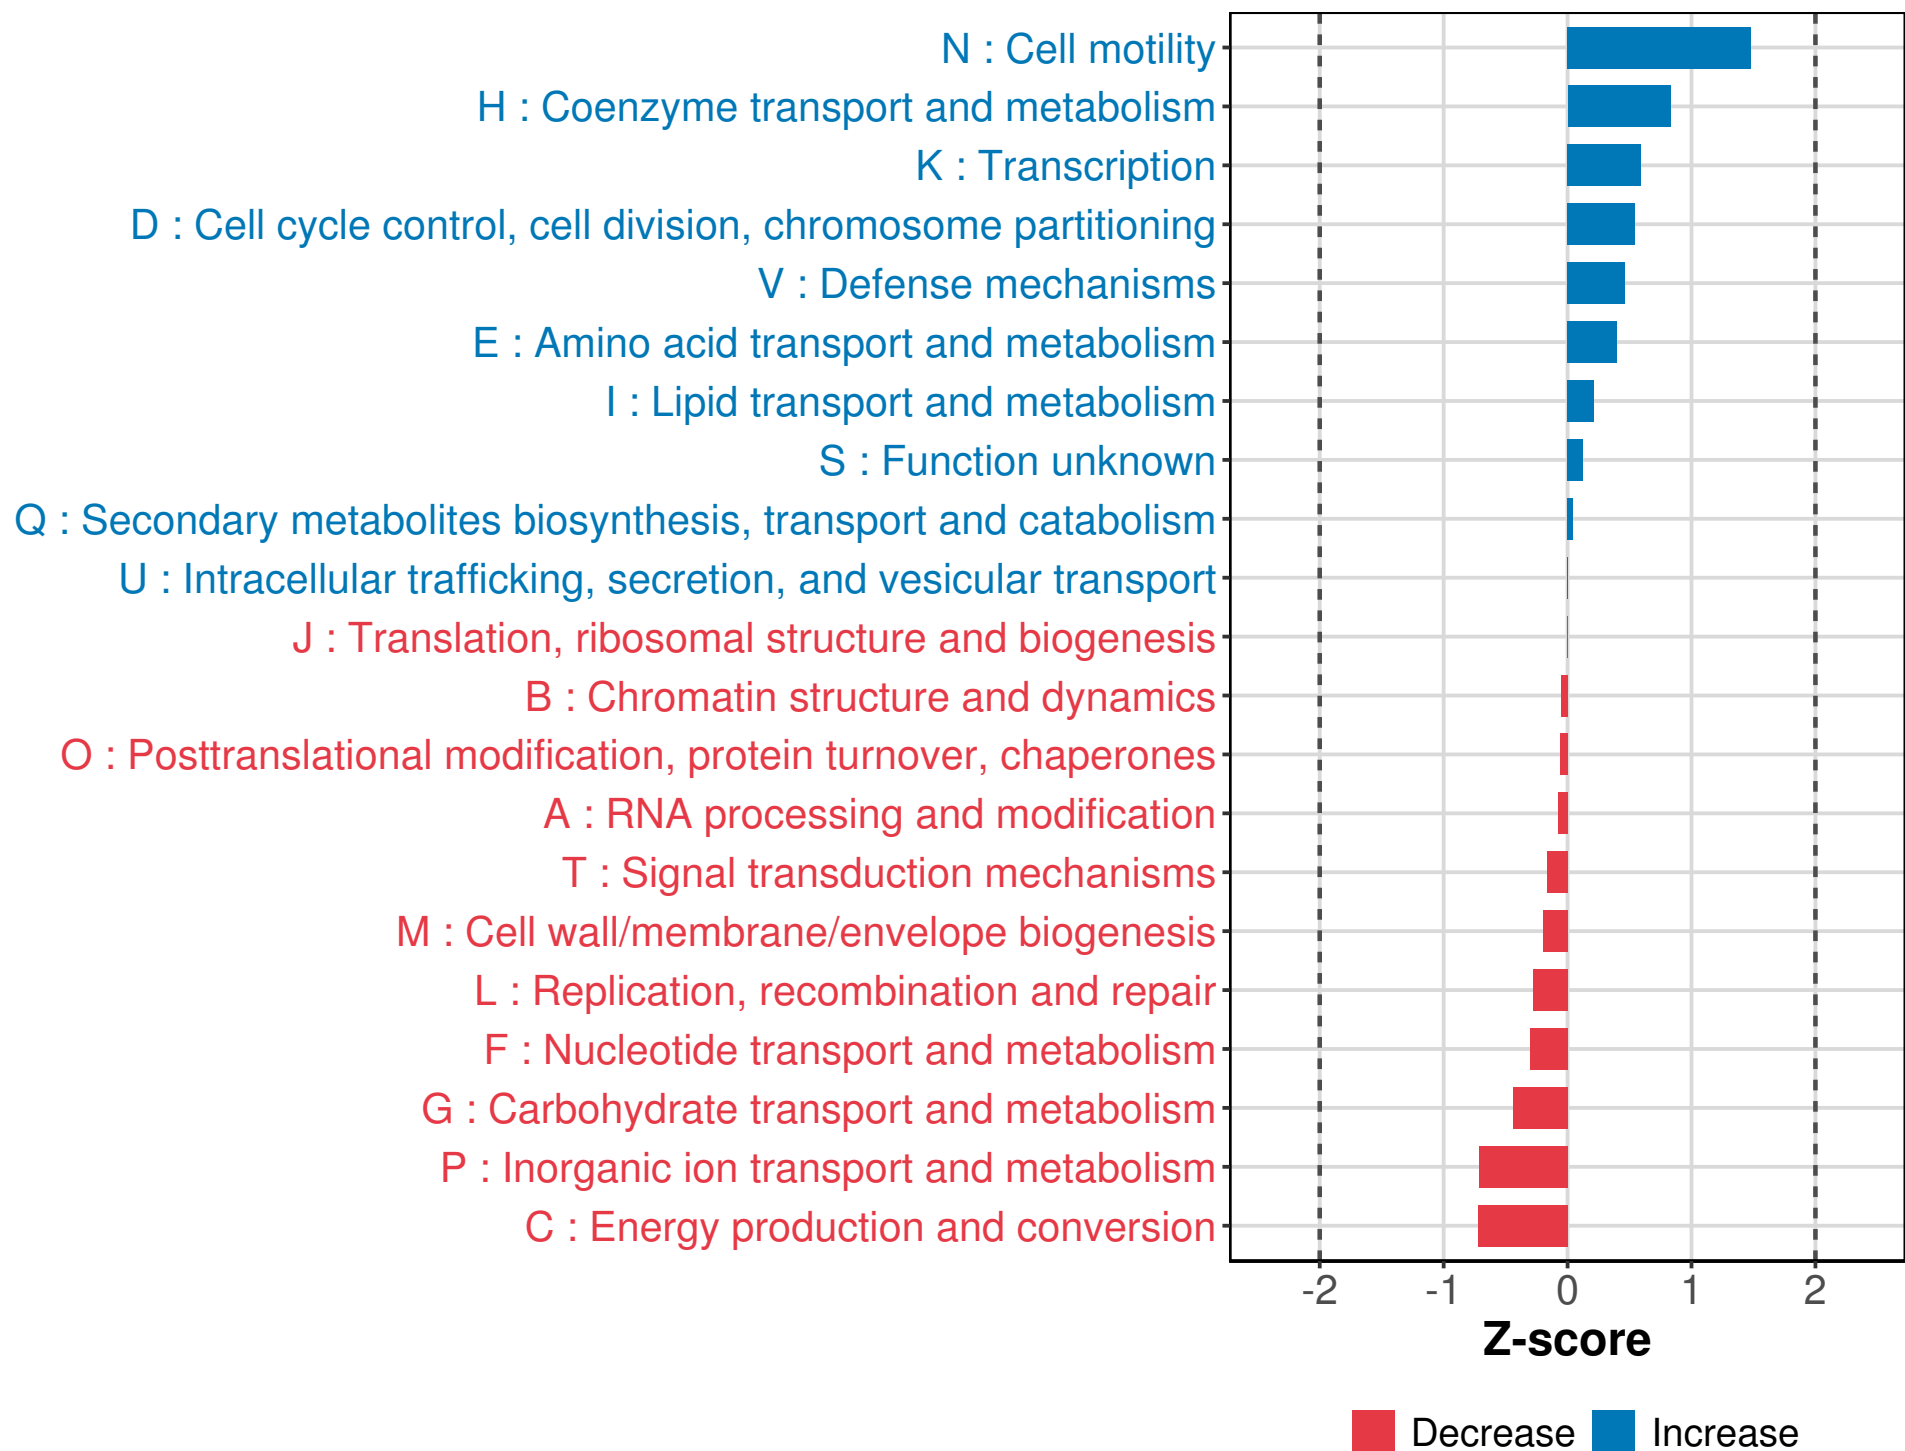 N : Cell motility
H : Coenzyme transport and metabolism
K : Transcription
D : Cell cycle control, cell division, chromosome partitioning
V : Defense mechanisms
E : Amino acid transport and metabolism
I : Lipid transport and metabolism
S : Function unknown
Q : Secondary metabolites biosynthesis, transport and catabolism
U : Intracellular trafficking, secretion, and vesicular transport
J : Translation, ribosomal structure and biogenesis
B : Chromatin structure and dynamics
O : Posttranslational modification, protein turnover, chaperones
A : RNA processing and modification
T : Signal transduction mechanisms
M : Cell wall/membrane/envelope biogenesis
L : Replication, recombination and repair
F : Nucleotide transport and metabolism
G : Carbohydrate transport and metabolism
P : Inorganic ion transport and metabolism
C : Energy production and conversion
-2 -1 0 1 2
Z-score
Decrease Increase